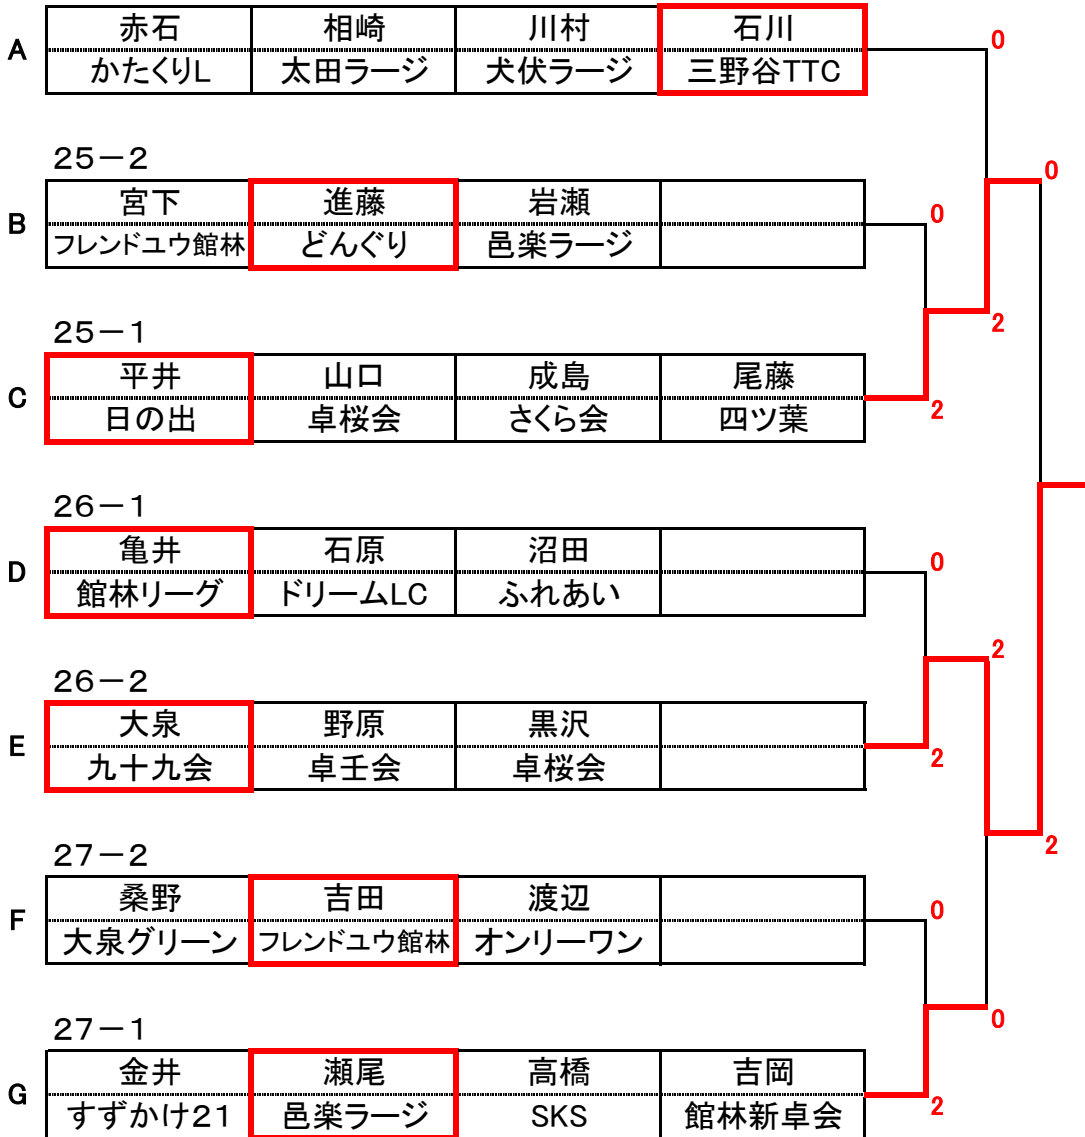 A
赤石 相崎 川村 石川
かたくりL 太田ラージ 犬伏ラージ 三野谷TTC
0
25-2
0
B
宮下 進藤 岩瀬
フレンドユウ館林 どんぐり 邑楽ラージ
0
25-1
2
C
平井 山口 成島 尾藤
日の出 卓桜会 さくら会 四ツ葉
2
26-1
D
亀井 石原 沼田
館林リーグ ドリームLC ふれあい
0
26-2
2
E
大泉 野原 黒沢
九十九会 卓壬会 卓桜会
2
27-2
2
F
桑野 吉田 渡辺
大泉グリーン フレンドユウ館林 オンリーワン
0
27-1
0
G
金井 瀬尾 高橋 吉岡
すずかけ21 邑楽ラージ SKS 館林新卓会
2